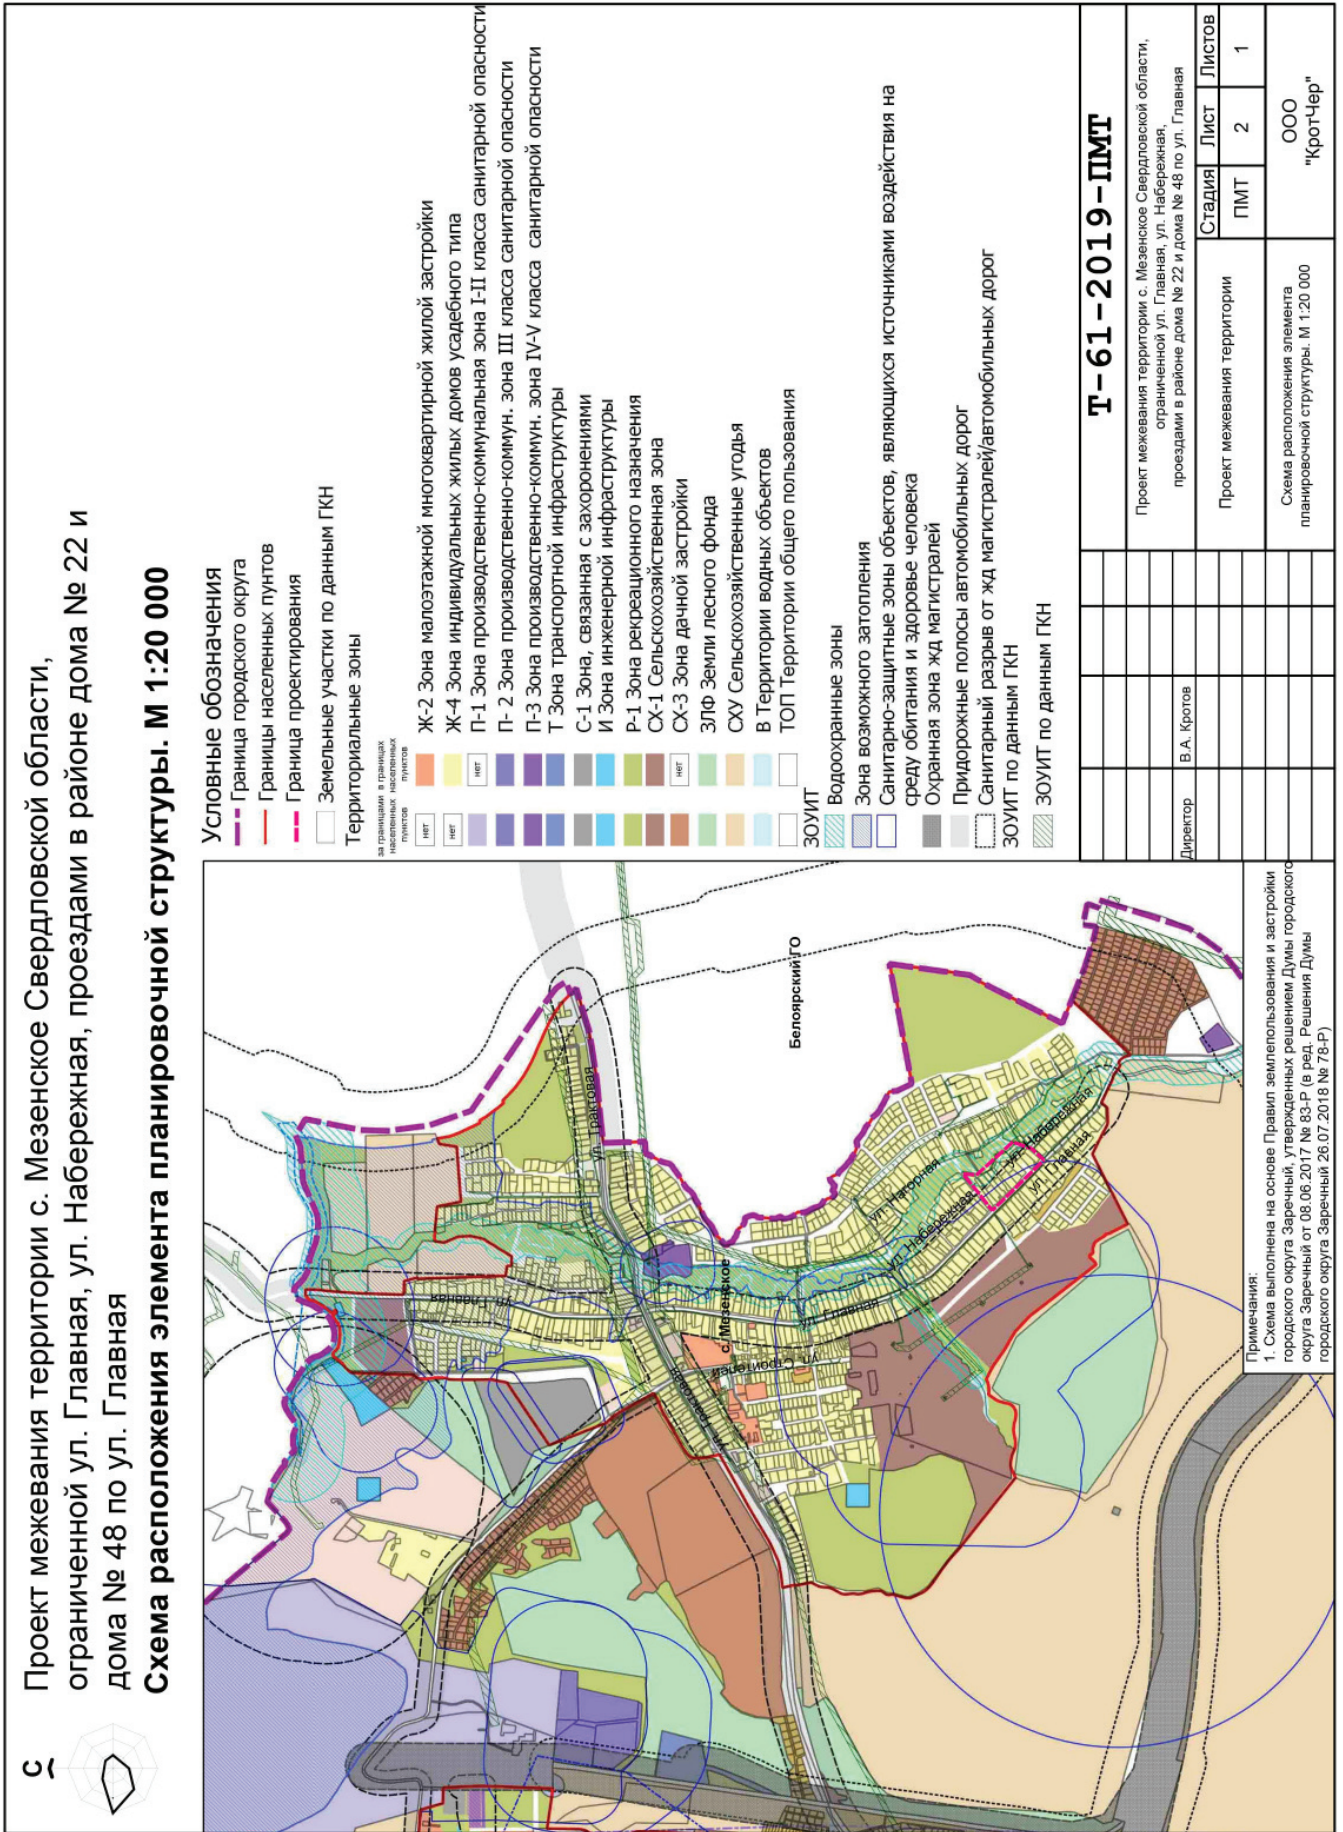 С
Проект межевания территории с. Мезенское Свердловской области,
ограниченной ул. Главная, ул. Набережная, проездами в районе дома № 22 и
дома № 48 по ул. Главная
Схема расположения элемента планировочной структуры. М 1:20 000
Условные обозначения
Граница городского округа
Границы населенных пунтов
Граница проектирования
Земельные участки по данным ГКН
Территориальные зоны
за границами населенных пунктов
в границах населенных пунктов
нет
Ж-2 Зона малоэтажной многоквартирной жилой застройки
нет
Ж-4 Зона индивидуальных жилых домов усадебного типа
нет
П-1 Зона производственно-коммунальная зона I-II класса санитарной опасности
П- 2 Зона производственно-коммун. зона III класса санитарной опасности
П-3 Зона производственно-коммун. зона IV-V класса санитарной опасности
Т Зона транспортной инфраструктуры
С-1 Зона, связанная с захоронениями
И Зона инженерной инфраструктуры
Р-1 Зона рекреационного назначения
СХ-1 Сельскохозяйственная зона
нет
СХ-3 Зона дачной застройки
ЗЛФ Земли лесного фонда
СХУ Сельскохозяйственные угодья
В Територии водных объектов
ТОП Территории общего пользования
ЗОУИТ
Водоохранные зоны
Зона возможного затопления
Санитарно-защитные зоны объектов, являющихся источниками воздействия на
среду обитания и здоровье человека
Охранная зона жд магистралей
Придорожные полосы автомобильных дорог
Санитарный разрыв от жд магистралей/автомобильных дорог
ЗОУИТ по данным ГКН
ЗОУИТ по данным ГКН
ул. Главная
ул. Трактовая
ул. Трактовая
с. Мезенское
ул. Строителей
ул. Главная
ул. Набережная
ул. Нагорная
ул. Набережная
ул. Главная
Белоярский ГО
Примечания:
1. Схема выполнена на основе Правил землепользования и застройки
городского округа Заречный, утвержденных решением Думы городского
округа Заречный от 08.06.2017 № 83-Р (в ред. Решения Думы
городского округа Заречный 26.07.2018 № 78-Р)
Т-61-2019-ПМТ
Проект межевания территории с. Мезенское Свердловской области,
ограниченной ул. Главная, ул. Набережная,
проездами в районе дома № 22 и дома № 48 по ул. Главная
Директор
В.А. Кротов
Проект межевания территории
Стадия
Лист
Листов
ПМТ
2
1
Схема расположения элемента
планировочной структуры. М 1:20 000
ООО
"КротЧер"